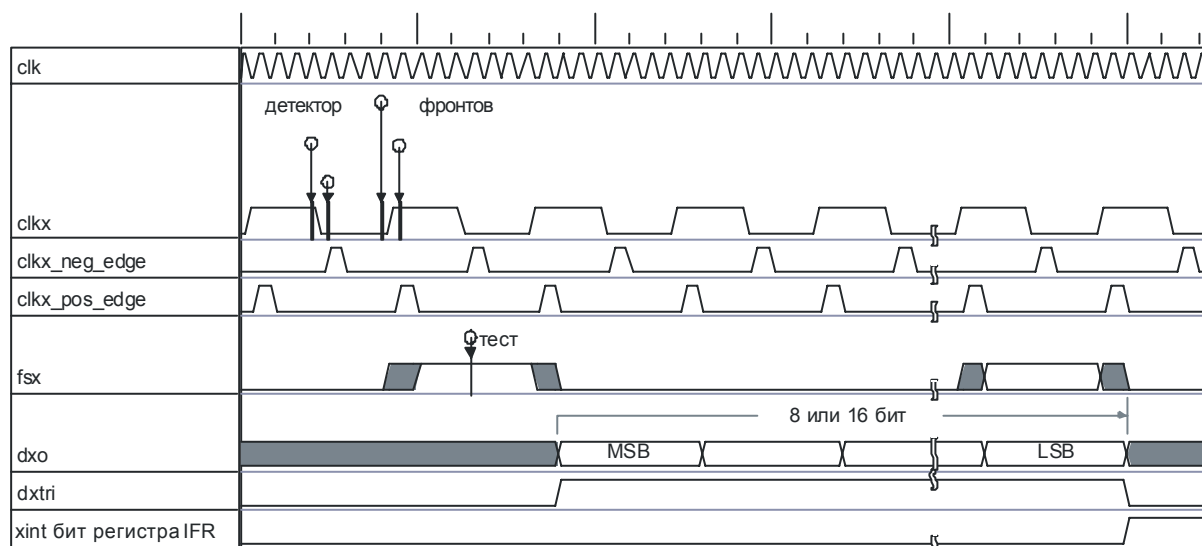 clk
детектор фронтов
clkx
clkx_neg_edge
clkx_pos_edge
тест
fsx
8 или 16 бит
dxo
MSB
LSB
dxtri
xint бит регистра IFR